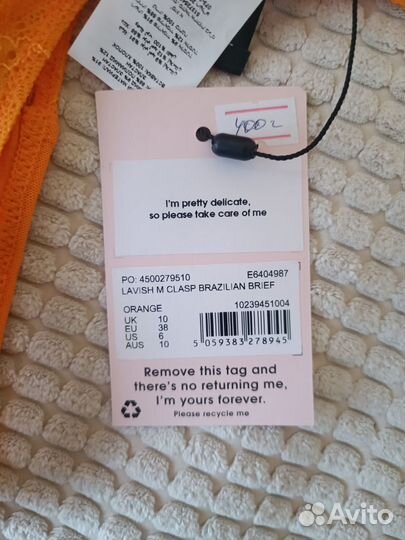 400 2
I'm pretty delicate,
so please take care of me
PO: 4500279510 E6404987
LAVISH M CLASP BRAZILIAN BRIEF
ORANGE 10239451004
UK 10
EU 38
US 6
AUS 10
5 059383 278945
Remove this tag and
there's no returning me,
I'm yours forever.
Please recycle me
Avito